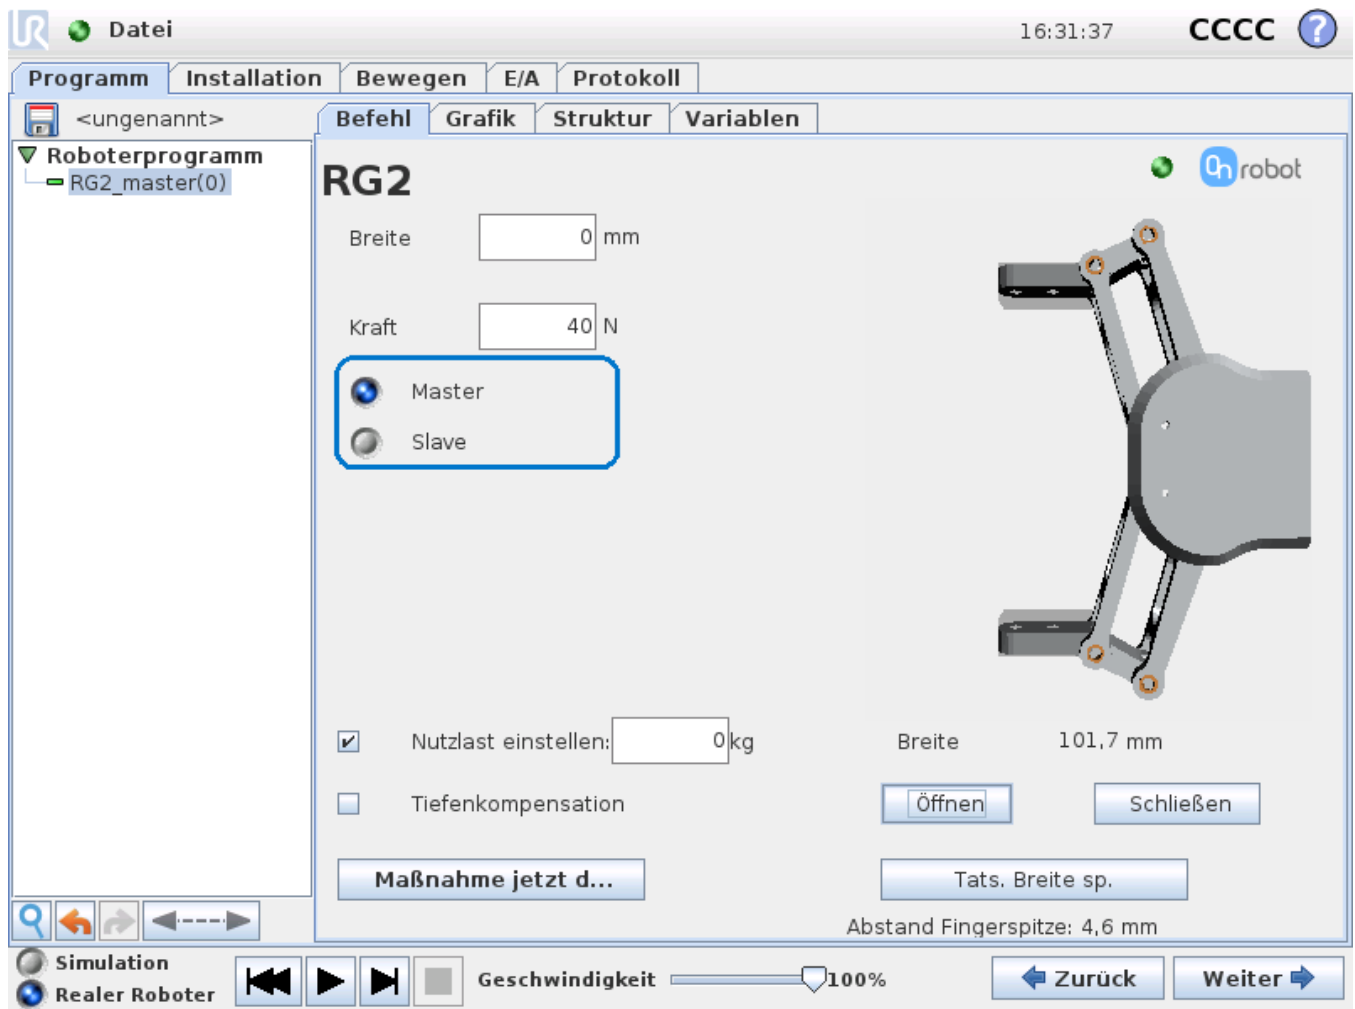 UR Datei 16:31:37 CCCC ?
Programm Installation Bewegen E/A Protokoll
<ungenannt> Befehl Grafik Struktur Variablen
Roboterprogramm
RG2_master(0)
RG2 On robot
Breite 0 mm
Kraft 40 N
Master
Slave
Nutzlast einstellen: 0 kg Breite 101,7 mm
Tiefenkompensation Öffnen Schließen
Maßnahme jetzt d... Tats. Breite sp.
Abstand Fingerspitze: 4,6 mm
Simulation
Realer Roboter Geschwindigkeit 100% Zurück Weiter